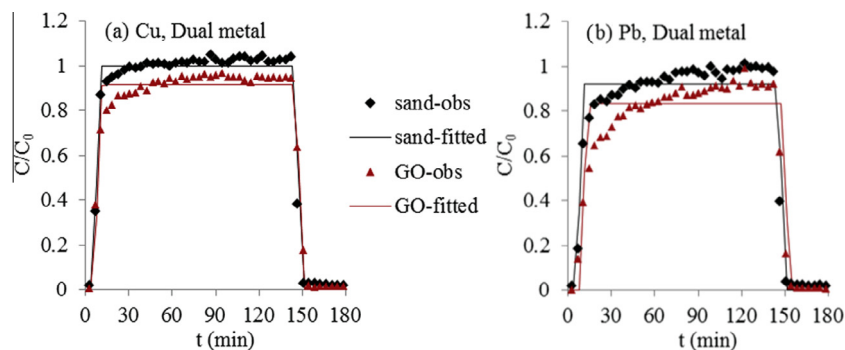 (a) Cu, Dual metal
C/C0
1.2
1
0.8
0.6
0.4
0.2
0
0 30 60 90 120 150 180
t (min)
sand-obs
sand-fitted
GO-obs
GO-fitted
(b) Pb, Dual metal
C/C0
1.2
1
0.8
0.6
0.4
0.2
0
0 30 60 90 120 150 180
t (min)